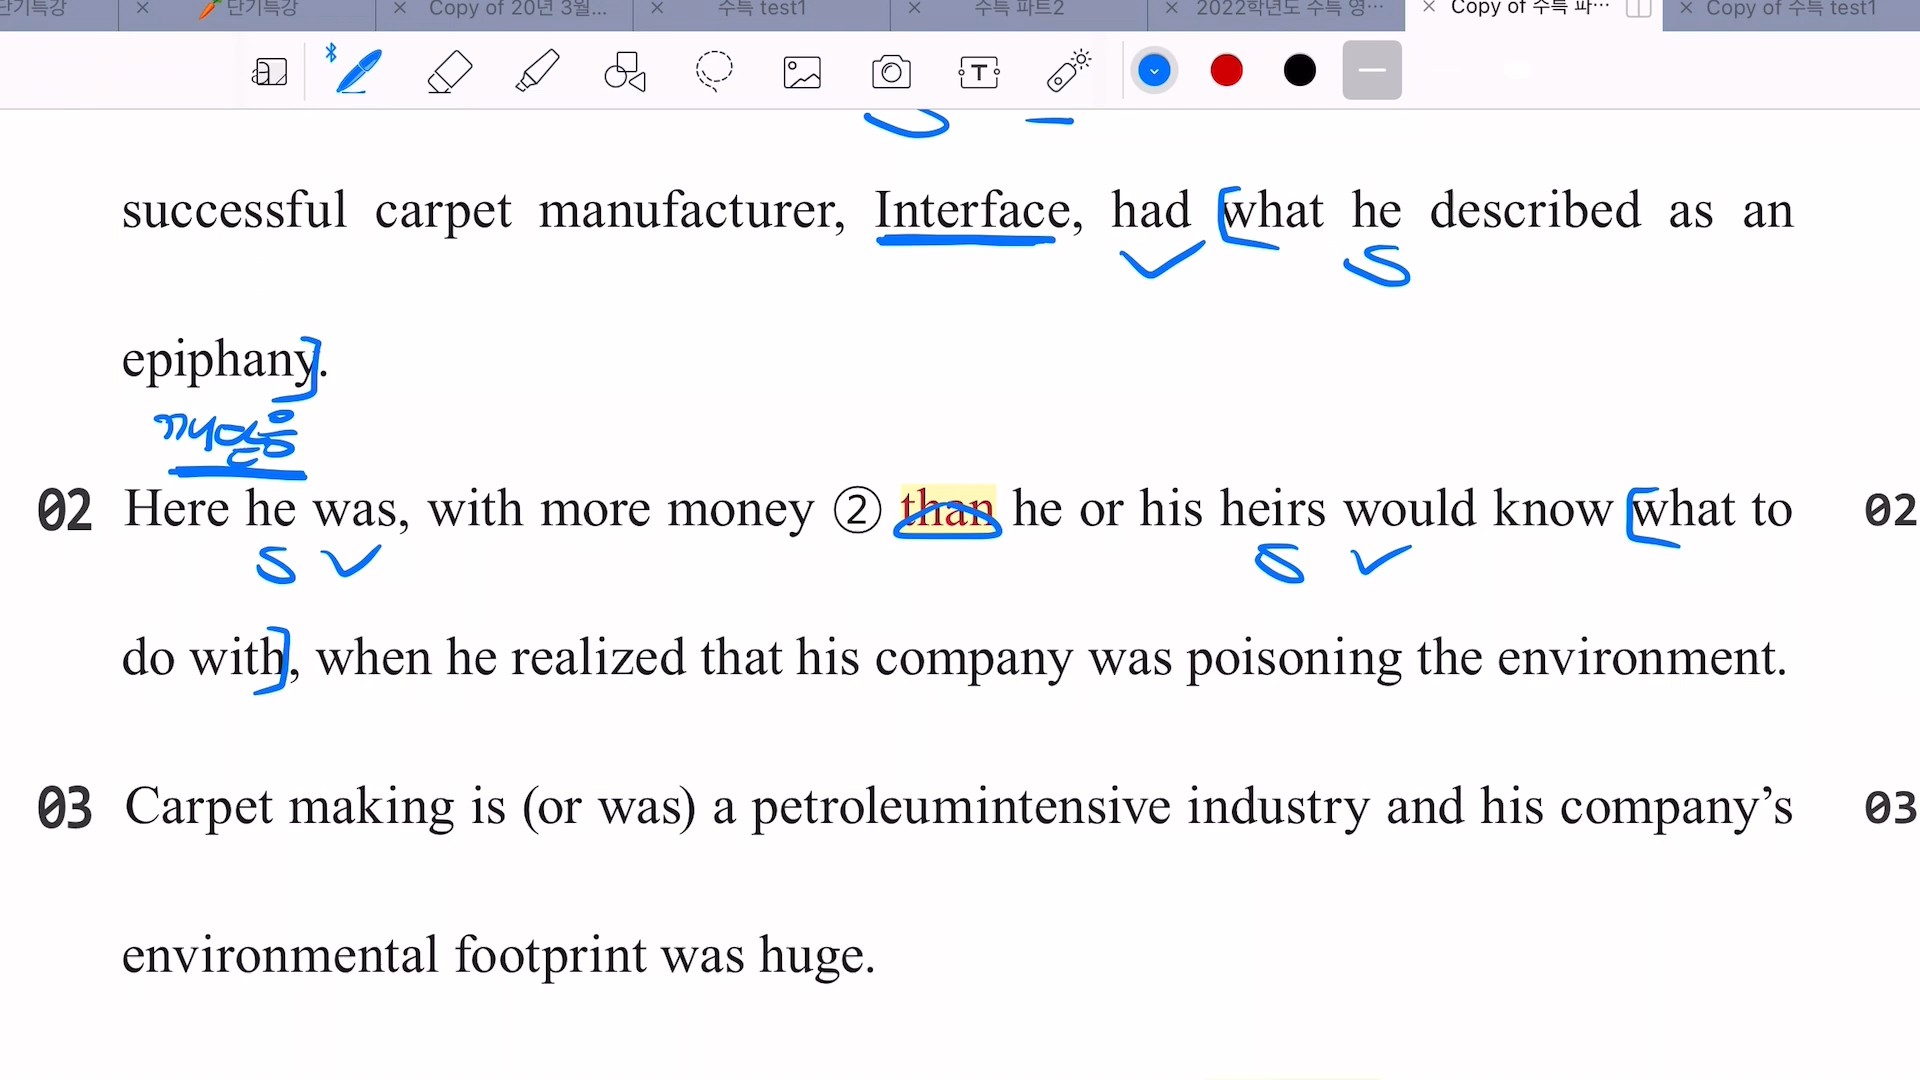 단기특강
× 🥕단기특강
× Copy of 20년 3월...
× 수특 test1
× 수특 파트2
× 2022학년도 수특 영...
× Copy of 수특 파...
× Copy of 수특 test1
successful carpet manufacturer, Interface, had [what he described as an
S
epiphany].
깨달음
02 Here he was, with more money ② than he or his heirs would know [what to
02
S V S V
do with], when he realized that his company was poisoning the environment.
03 Carpet making is (or was) a petroleumintensive industry and his company's
03
environmental footprint was huge.